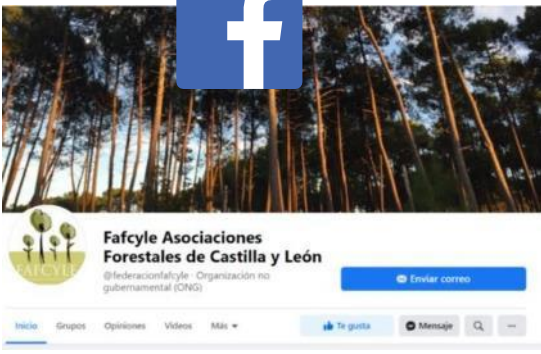 f
FAFCYLE
Fafcyle Asociaciones
Forestales de Castilla y León
@federacionfafcyle · Organización no
gubernamental (ONG)
Enviar correo
Inicio
Grupos
Opiniones
Videos
Más
Te gusta
Mensaje